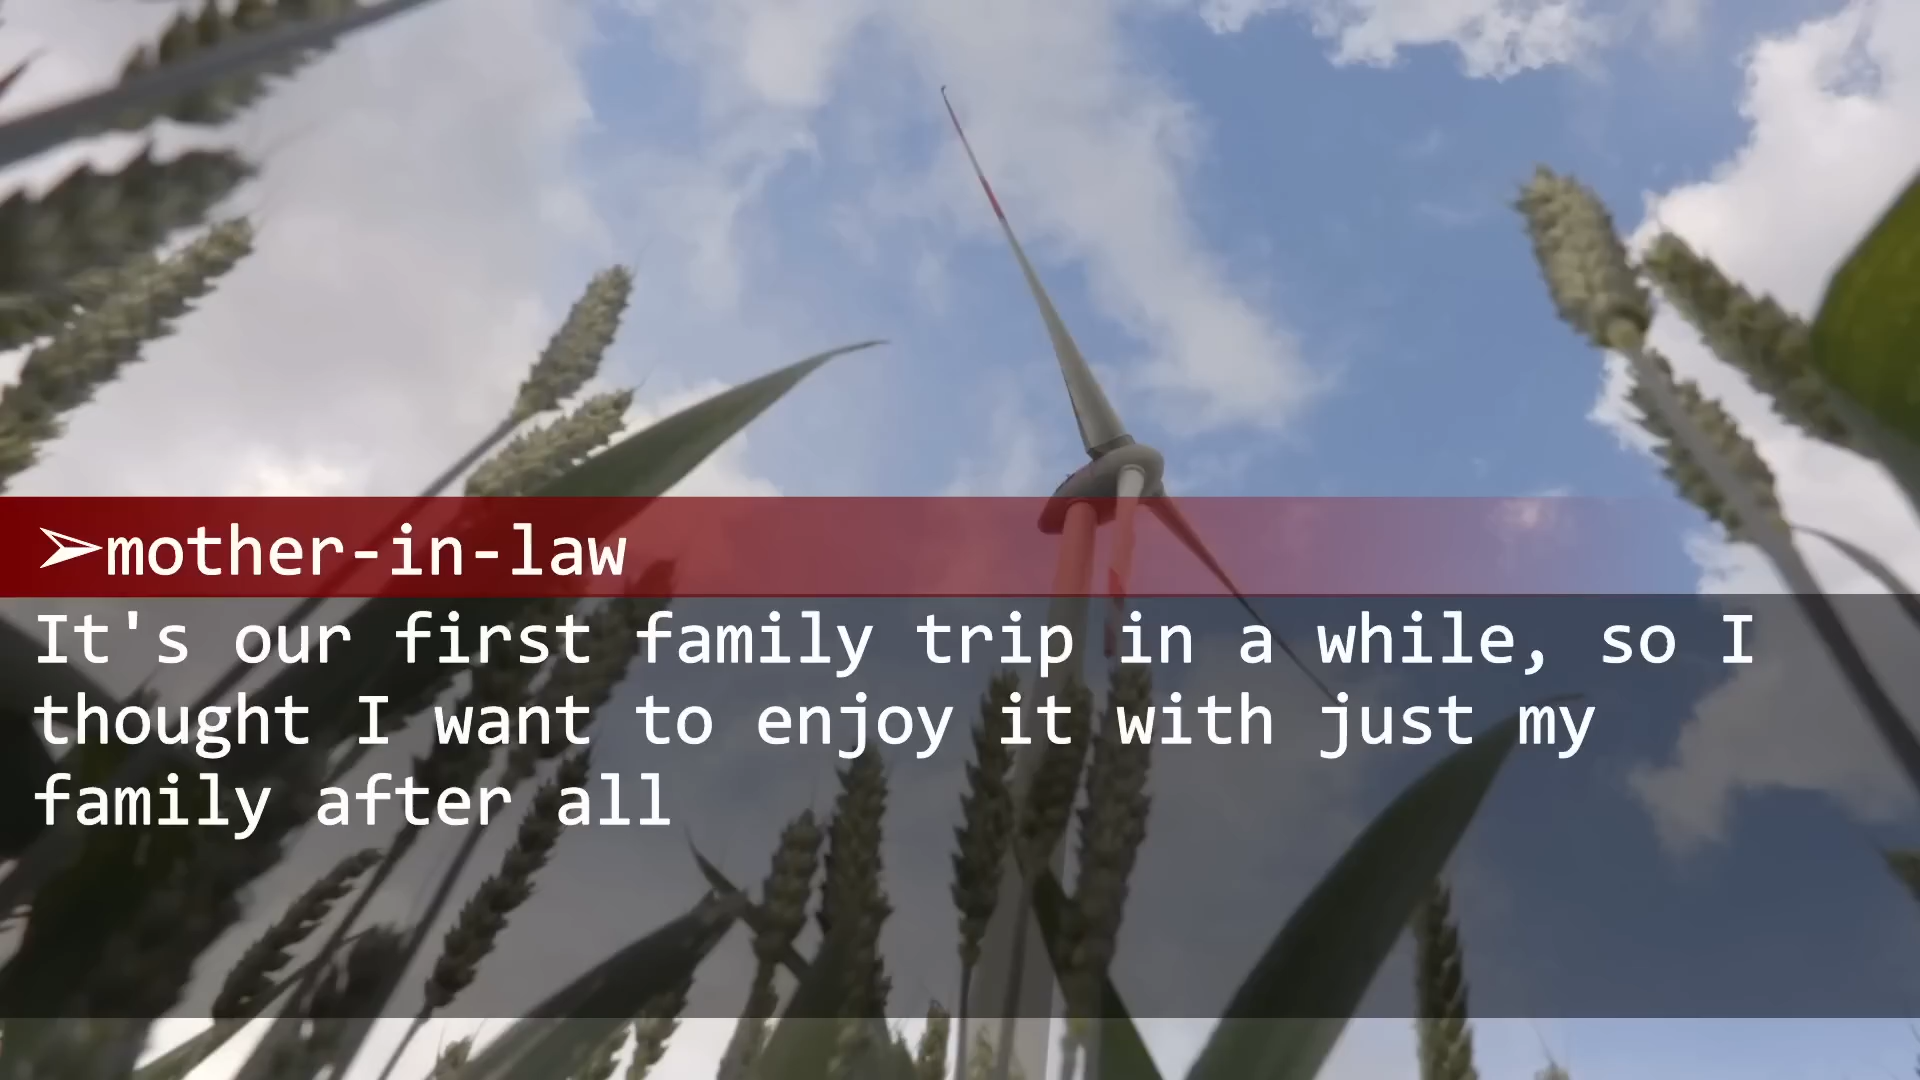 ➢mother-in-law
It's our first family trip in a while, so I
thought I want to enjoy it with just my
family after all